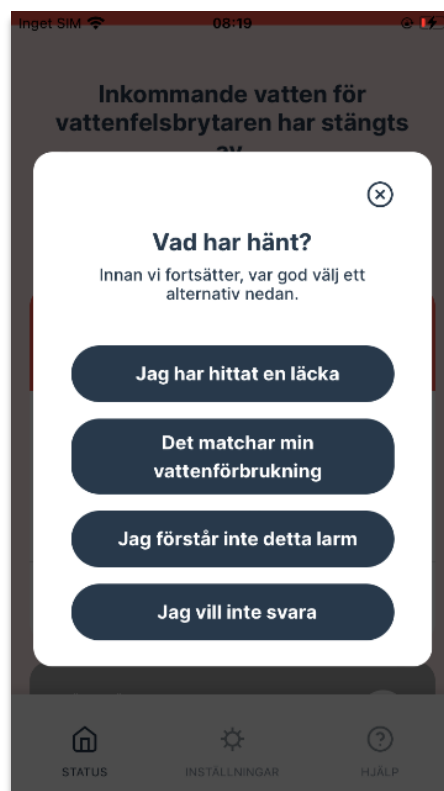 Inget SIM
08:19
Inkommande vatten för
vattenfelsbrytaren har stängts
av
Vad har hänt?
Innan vi fortsätter, var god välj ett
alternativ nedan.
Jag har hittat en läcka
Det matchar min
vattenförbrukning
Jag förstår inte detta larm
Jag vill inte svara
STATUS
INSTÄLLNINGAR
HJÄLP